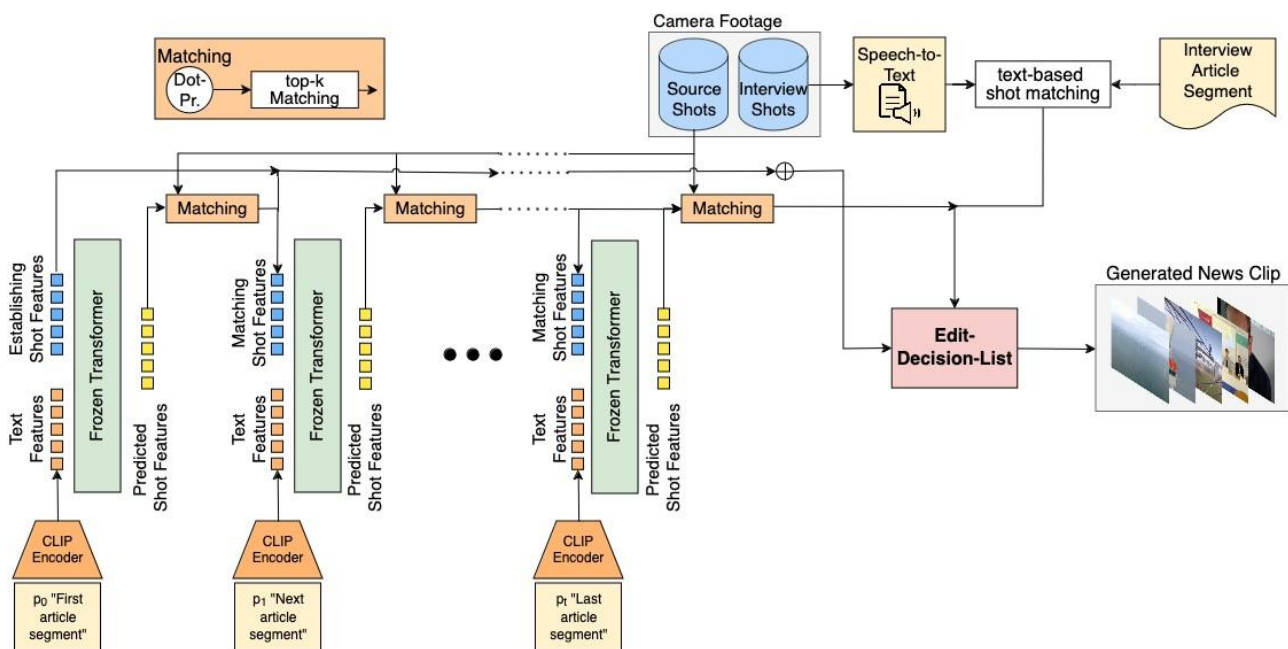 Camera Footage
Matching
Dot-
Pr.
top-k
Matching
Source
Shots
Interview
Shots
Speech-to-
Text
text-based
shot matching
Interview
Article
Segment
Matching
Matching
Matching
Establishing
Shot Features
Text
Features
Frozen Transformer
Predicted
Shot Features
Matching
Shot Features
Text
Features
Frozen Transformer
Predicted
Shot Features
Matching
Shot Features
Text
Features
Frozen Transformer
Predicted
Shot Features
Edit-
Decision-List
Generated News Clip
CLIP
Encoder
CLIP
Encoder
CLIP
Encoder
p₀ "First
article
segment"
p₁ "Next
article
segment"
pₜ "Last
article
segment"